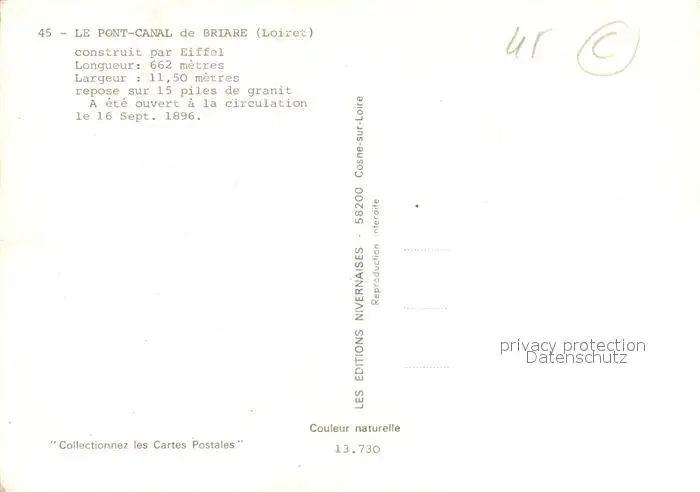 45 - LE PONT-CANAL de BRIARE (Loiret)
construit par Eiffel
Longueur: 662 mètres
Largeur : 11,50 mètres
repose sur 15 piles de granit
A été ouvert à la circulation
le 16 Sept. 1896.
45 C
LES EDITIONS NIVERNAISES - 58200 Cosne-sur-Loire
Reproduction interdite
privacy protection
Datenschutz
Couleur naturelle
"Collectionnez les Cartes Postales"
13.730